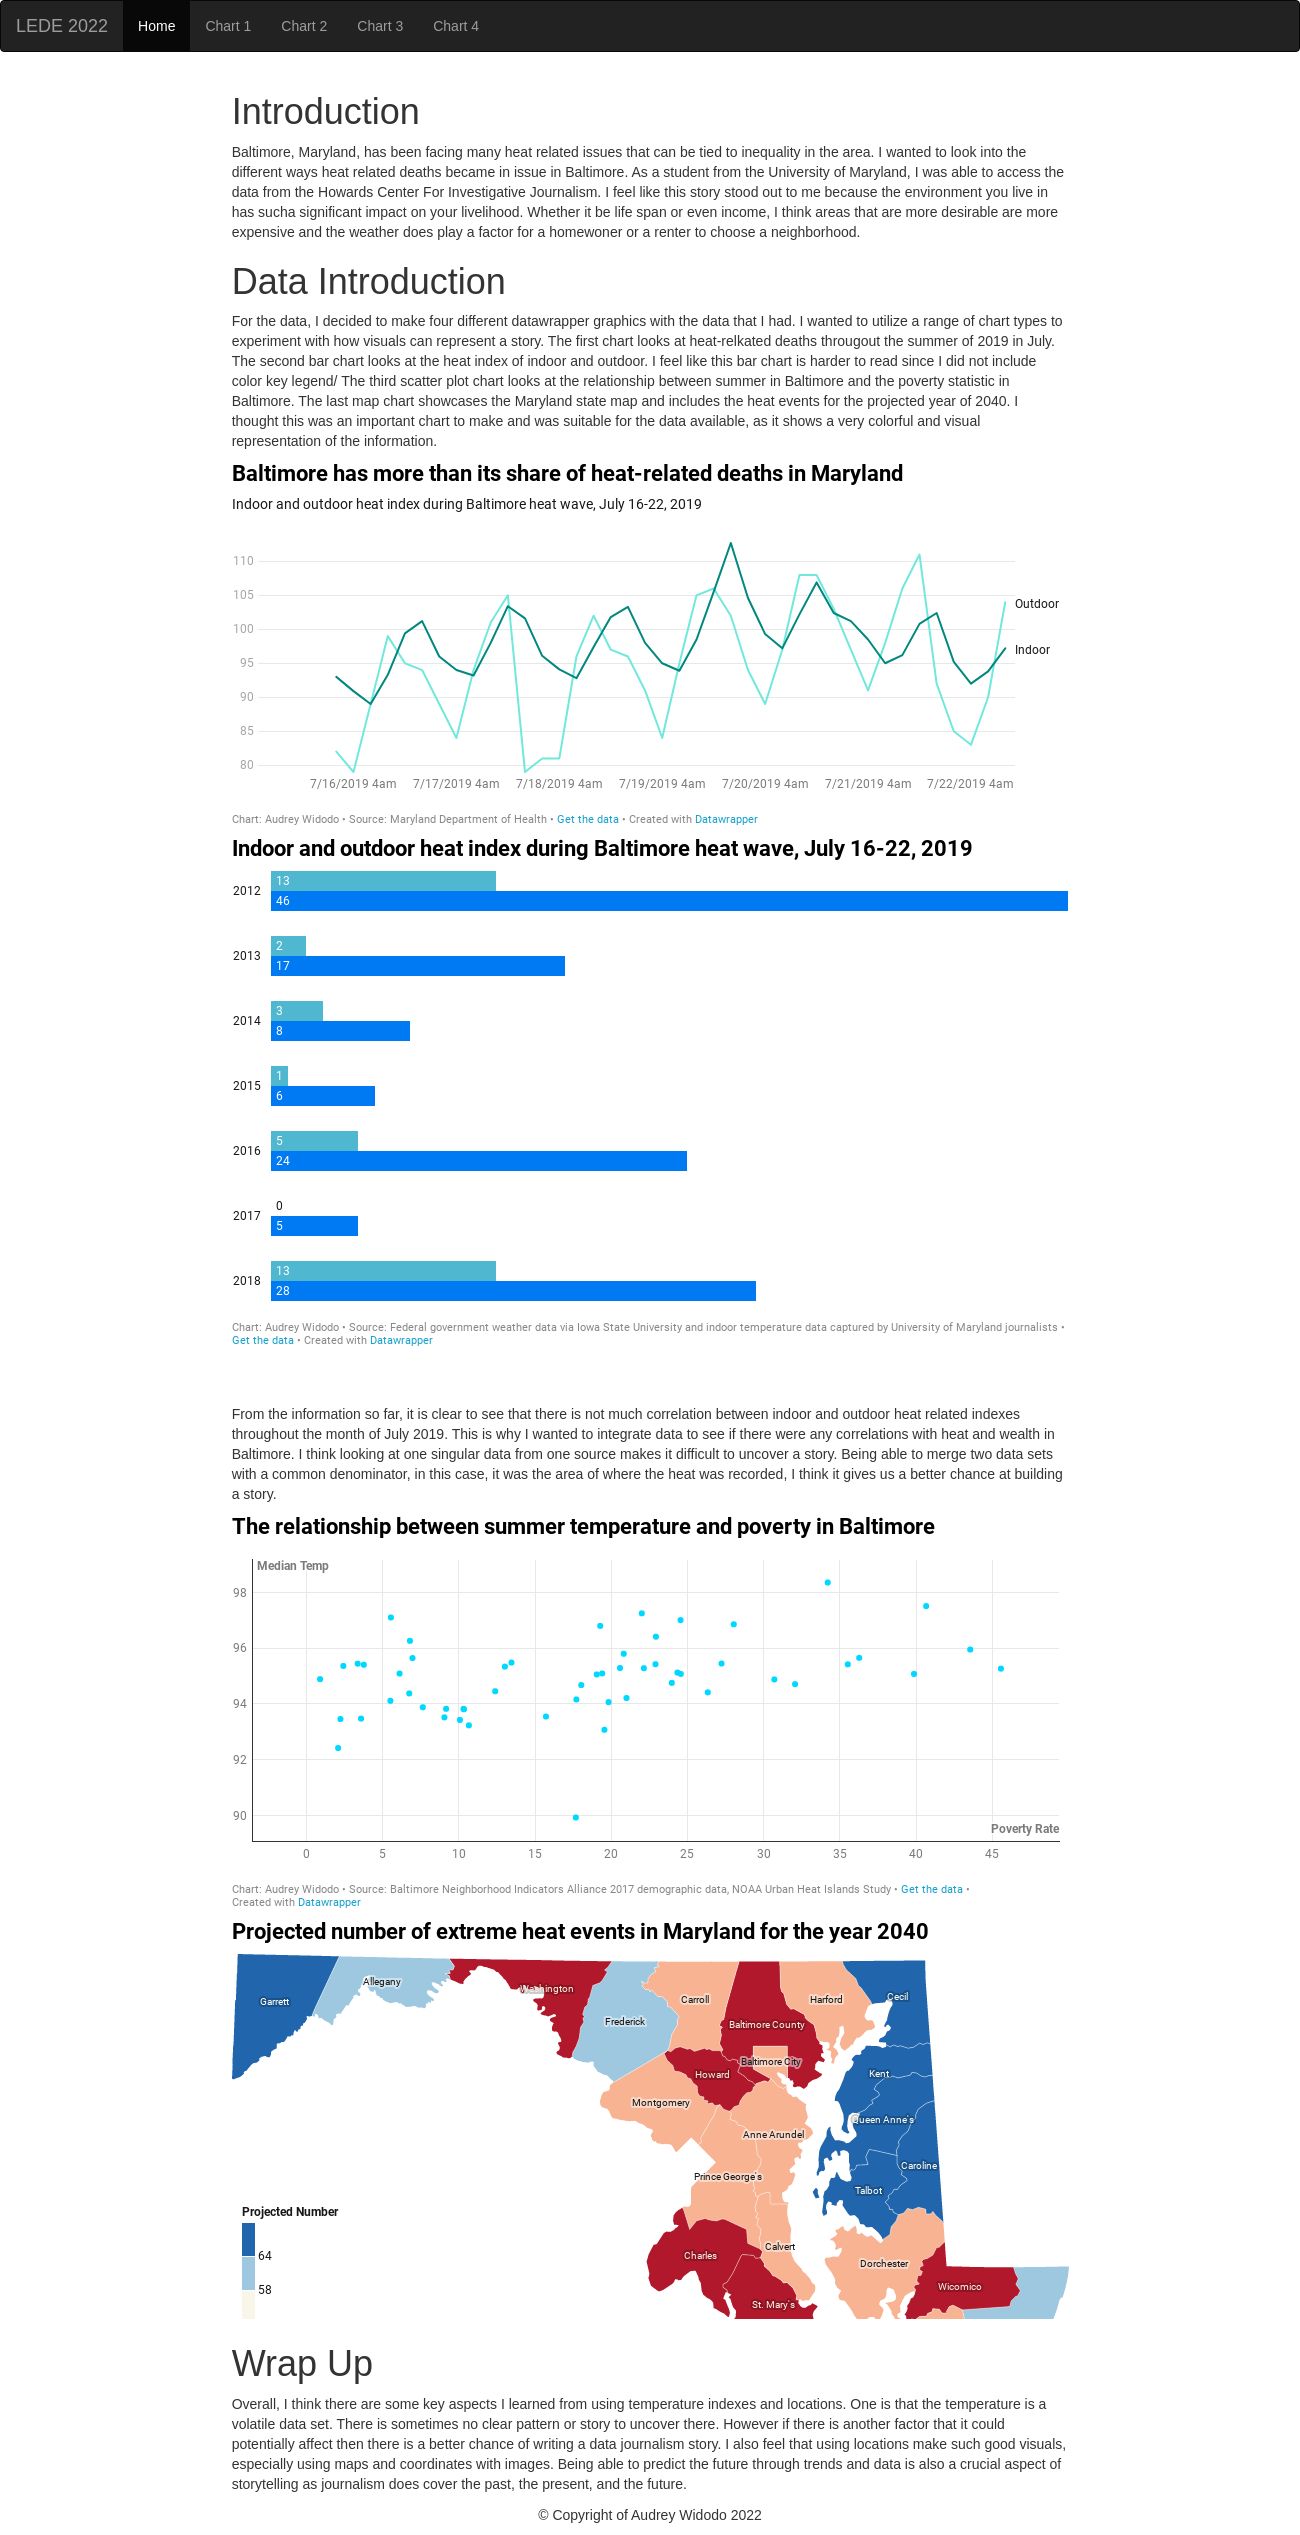 LEDE 2022 Home Chart 1 Chart 2 Chart 3 Chart 4
Introduction
Baltimore, Maryland, has been facing many heat related issues that can be tied to inequality in the area. I wanted to look into the
different ways heat related deaths became in issue in Baltimore. As a student from the University of Maryland, I was able to access the
data from the Howards Center For Investigative Journalism. I feel like this story stood out to me because the environment you live in
has sucha significant impact on your livelihood. Whether it be life span or even income, I think areas that are more desirable are more
expensive and the weather does play a factor for a homewoner or a renter to choose a neighborhood.
Data Introduction
For the data, I decided to make four different datawrapper graphics with the data that I had. I wanted to utilize a range of chart types to
experiment with how visuals can represent a story. The first chart looks at heat-relkated deaths througout the summer of 2019 in July.
The second bar chart looks at the heat index of indoor and outdoor. I feel like this bar chart is harder to read since I did not include
color key legend/ The third scatter plot chart looks at the relationship between summer in Baltimore and the poverty statistic in
Baltimore. The last map chart showcases the Maryland state map and includes the heat events for the projected year of 2040. I
thought this was an important chart to make and was suitable for the data available, as it shows a very colorful and visual
representation of the information.
Baltimore has more than its share of heat-related deaths in Maryland
Indoor and outdoor heat index during Baltimore heat wave, July 16-22, 2019
110
105
Outdoor
100
Indoor
95
90
85
80
7/16/2019 4am 7/17/2019 4am 7/18/2019 4am 7/19/2019 4am 7/20/2019 4am 7/21/2019 4am 7/22/2019 4am
Chart: Audrey Widodo • Source: Maryland Department of Health • Get the data • Created with Datawrapper
Indoor and outdoor heat index during Baltimore heat wave, July 16-22, 2019
2012
13
46
2013
2
17
2014
3
8
2015
1
6
2016
5
24
2017
0
5
2018
13
28
Chart: Audrey Widodo • Source: Federal government weather data via Iowa State University and indoor temperature data captured by University of Maryland journalists •
Get the data • Created with Datawrapper
From the information so far, it is clear to see that there is not much correlation between indoor and outdoor heat related indexes
throughout the month of July 2019. This is why I wanted to integrate data to see if there were any correlations with heat and wealth in
Baltimore. I think looking at one singular data from one source makes it difficult to uncover a story. Being able to merge two data sets
with a common denominator, in this case, it was the area of where the heat was recorded, I think it gives us a better chance at building
a story.
The relationship between summer temperature and poverty in Baltimore
Median Temp
98
96
94
92
90
Poverty Rate
0 5 10 15 20 25 30 35 40 45
Chart: Audrey Widodo • Source: Baltimore Neighborhood Indicators Alliance 2017 demographic data, NOAA Urban Heat Islands Study • Get the data •
Created with Datawrapper
Projected number of extreme heat events in Maryland for the year 2040
Allegany
Washington
Garrett
Carroll
Harford
Cecil
Frederick
Baltimore County
Baltimore City
Howard
Kent
Montgomery
Queen Anne's
Anne Arundel
Caroline
Prince George's
Talbot
Projected Number
Calvert
Charles
64
Dorchester
Wicomico
58
St. Mary's
Wrap Up
Overall, I think there are some key aspects I learned from using temperature indexes and locations. One is that the temperature is a
volatile data set. There is sometimes no clear pattern or story to uncover there. However if there is another factor that it could
potentially affect then there is a better chance of writing a data journalism story. I also feel that using locations make such good visuals,
especially using maps and coordinates with images. Being able to predict the future through trends and data is also a crucial aspect of
storytelling as journalism does cover the past, the present, and the future.
© Copyright of Audrey Widodo 2022